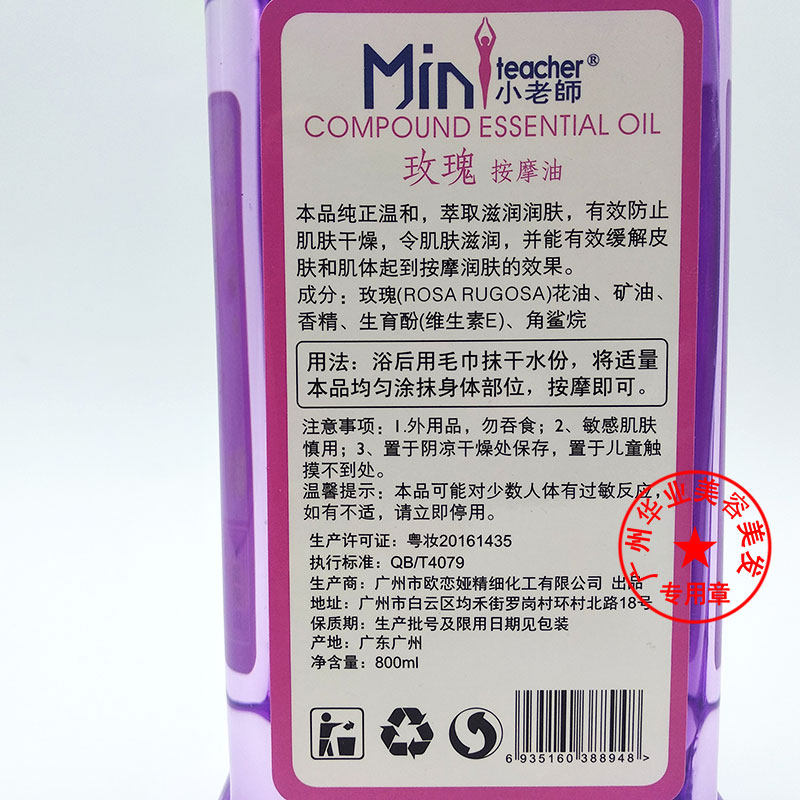 Mini teacher®
小老師
COMPOUND ESSENTIAL OIL
玫瑰 按摩油
本品纯正温和，萃取滋润润肤，有效防止
肌肤干燥，令肌肤滋润，并能有效缓解皮
肤和肌体起到按摩润肤的效果。
成分：玫瑰(ROSA RUGOSA)花油、矿油、
香精、生育酚(维生素E)、角鲨烷
用法：浴后用毛巾抹干水份，将适量
本品均匀涂抹身体部位，按摩即可。
注意事项：1.外用品，勿吞食；2、敏感肌肤
慎用；3、置于阴凉干燥处保存，置于儿童触
摸不到处。
温馨提示：本品可能对少数人体有过敏反应，
如有不适，请立即停用。
生产许可证：粤妆20161435
执行标准：QB/T4079
生产商：广州市欧恋娅精细化工有限公司 出品
地址：广州市白云区均禾街罗岗村环村北路18号
保质期：生产批号及限用日期见包装
产地：广东广州
净含量：800ml
6 935160 388948 >
广州华业美容美发
专用章